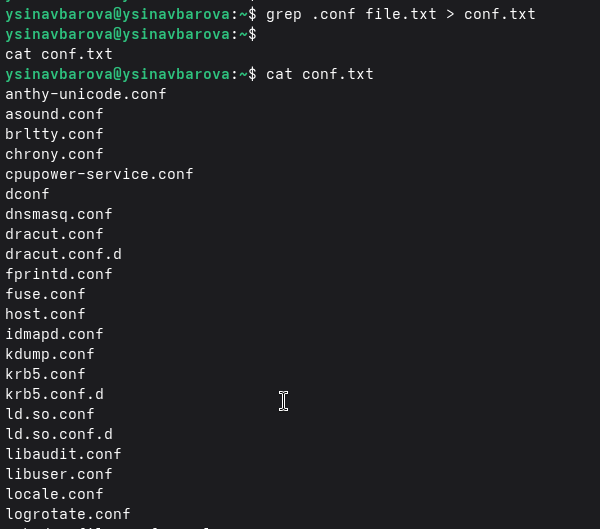 ysinavbarova@ysinavbarova:~$ grep .conf file.txt > conf.txt
ysinavbarova@ysinavbarova:~$
cat conf.txt
ysinavbarova@ysinavbarova:~$ cat conf.txt
anthy-unicode.conf
asound.conf
brltty.conf
chrony.conf
cpupower-service.conf
dconf
dnsmasq.conf
dracut.conf
dracut.conf.d
fprintd.conf
fuse.conf
host.conf
idmapd.conf
kdump.conf
krb5.conf
krb5.conf.d
ld.so.conf
ld.so.conf.d
libaudit.conf
libuser.conf
locale.conf
logrotate.conf